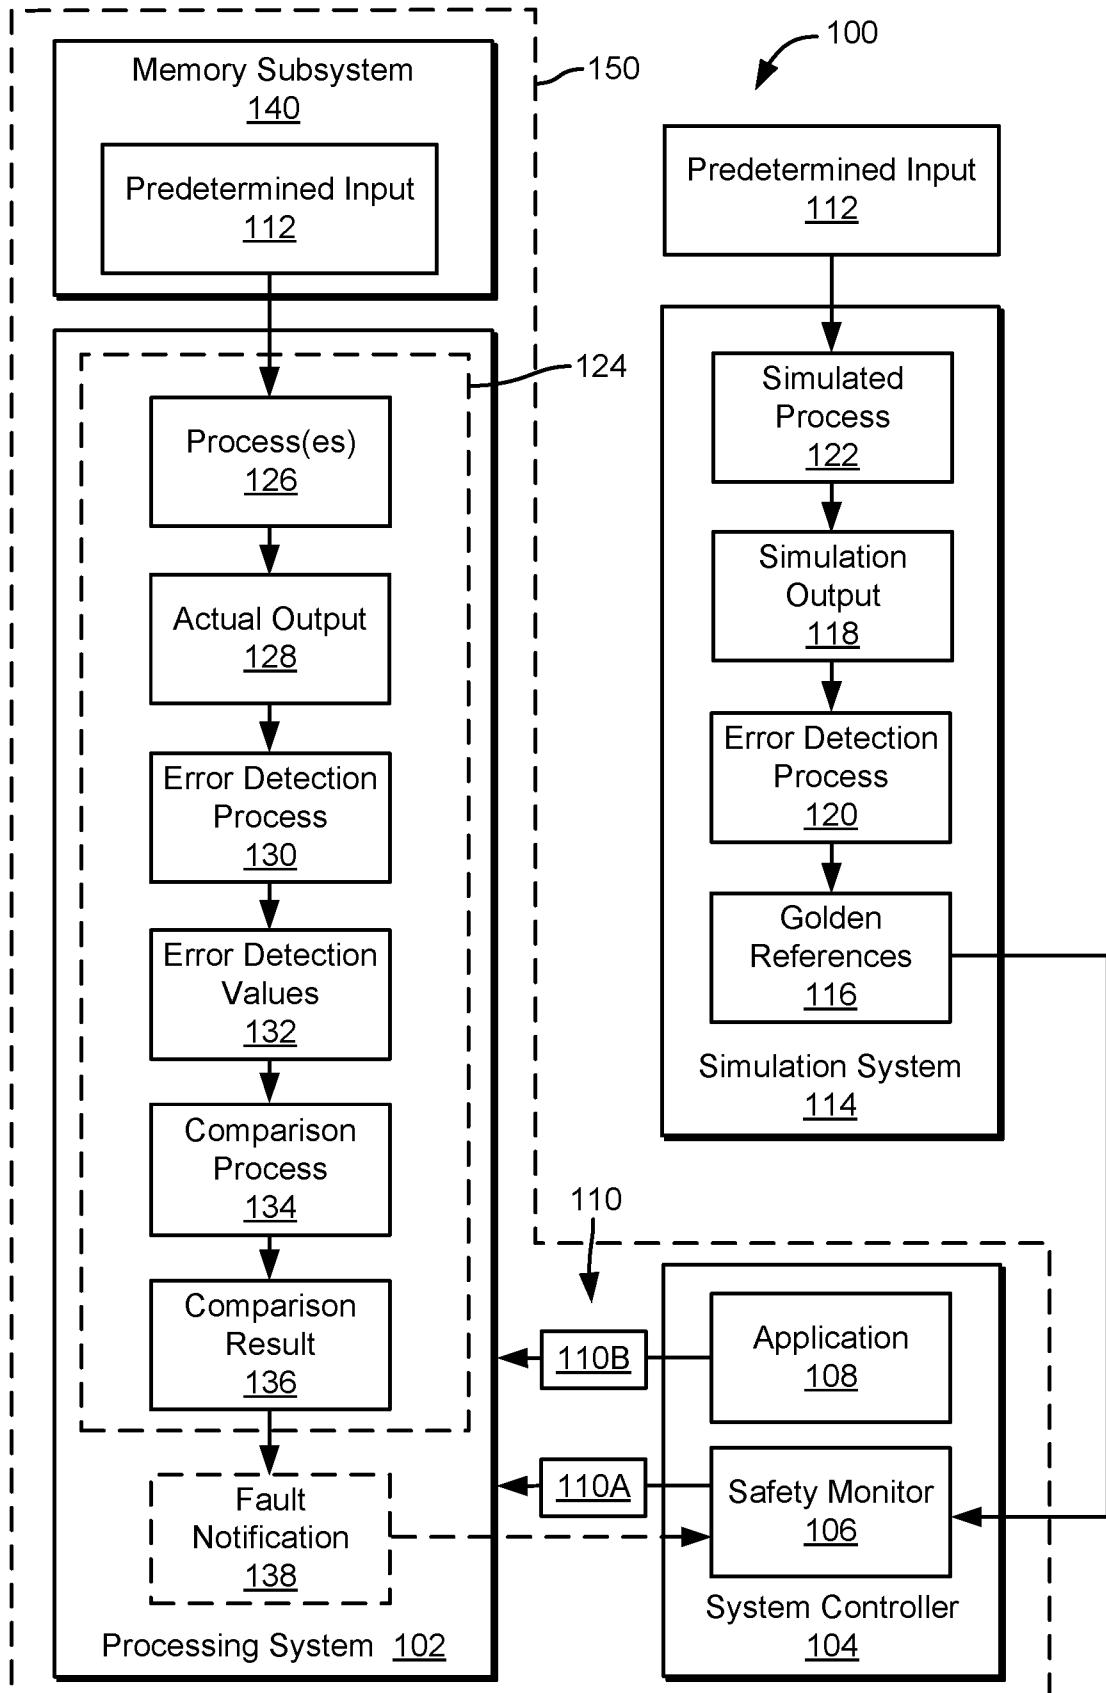 100
150
Memory Subsystem
140
Predetermined Input
112
Predetermined Input
112
124
Process(es)
126
Actual Output
128
Error Detection
Process
130
Error Detection
Values
132
Comparison
Process
134
Comparison
Result
136
Fault
Notification
138
Processing System 102
Simulated
Process
122
Simulation
Output
118
Error Detection
Process
120
Golden
References
116
Simulation System
114
110
110B
110A
Application
108
Safety Monitor
106
System Controller
104